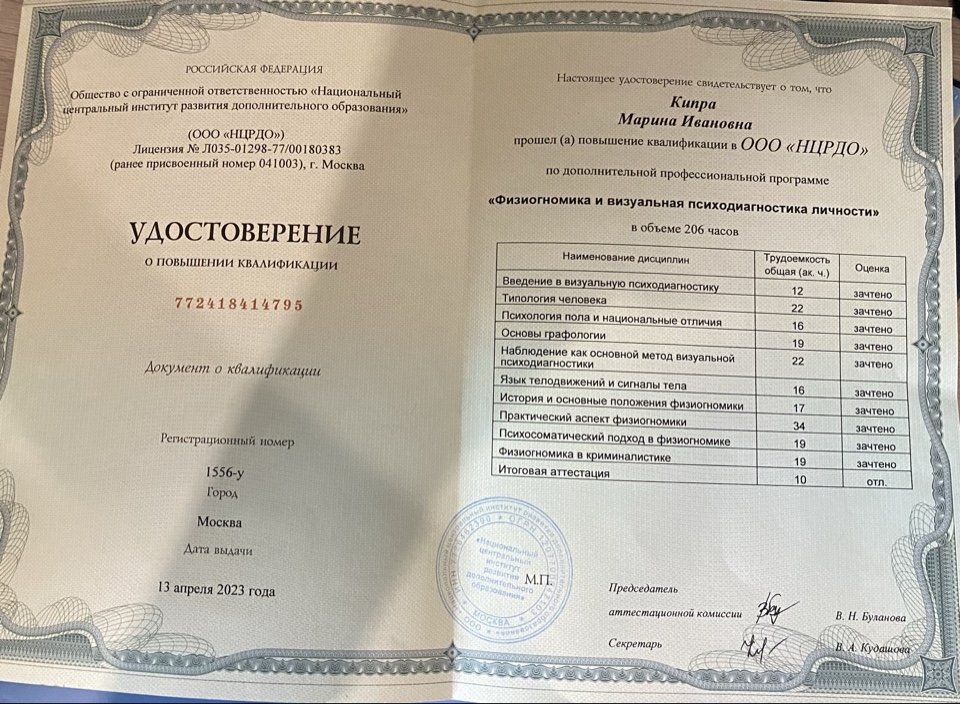 РОССИЙСКАЯ ФЕДЕРАЦИЯ
Общество с ограниченной ответственностью «Национальный
центральный институт развития дополнительного образования»
(ООО «НЦРДО»)
Лицензия № Л035-01298-77/00180383
(ранее присвоенный номер 041003), г. Москва
УДОСТОВЕРЕНИЕ
О ПОВЫШЕНИИ КВАЛИФИКАЦИИ
772418414795
Документ о квалификации
Регистрационный номер
1556-у
Город
Москва
Дата выдачи
13 апреля 2023 года
Настоящее удостоверение свидетельствует о том, что
Кипра
Марина Ивановна
прошел (а) повышение квалификации в ООО «НЦРДО»
по дополнительной профессиональной программе
«Физиогномика и визуальная психодиагностика личности»
в объеме 206 часов
Наименование дисциплин Трудоемкость общая (ак. ч.) Оценка
Введение в визуальную психодиагностику 12 зачтено
Типология человека 22 зачтено
Психология пола и национальные отличия 16 зачтено
Основы графологии 19 зачтено
Наблюдение как основной метод визуальной
психодиагностики 22 зачтено
Язык телодвижений и сигналы тела 16 зачтено
История и основные положения физиогномики 17 зачтено
Практический аспект физиогномики 34 зачтено
Психосоматический подход в физиогномике 19 зачтено
Физиогномика в криминалистике 19 зачтено
Итоговая аттестация 10 отл.
«Национальный
центральный
институт
развития
дополнительного
образования»
МОСКВА
М.П.
Председатель
аттестационной комиссии В. Н. Буланова
Секретарь В. А. Кудашова